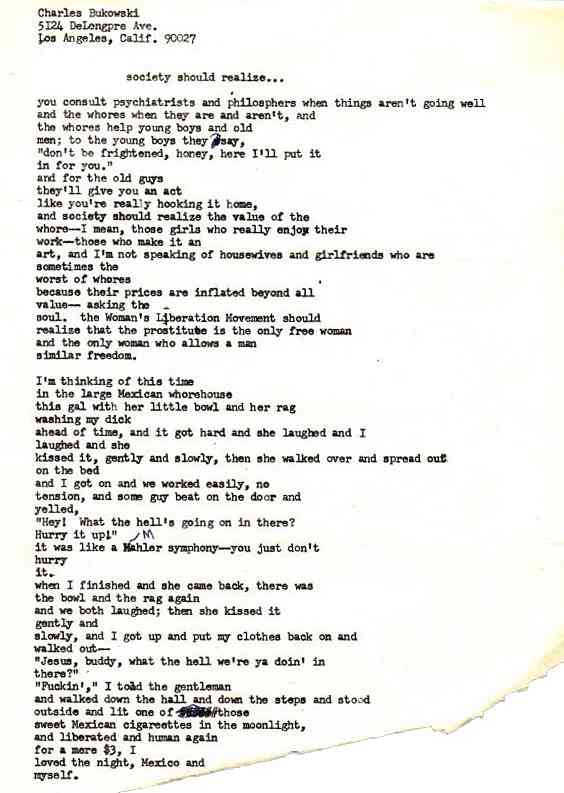 Charles Bukowski
5124 DeLongpre Ave.
Los Angeles, Calif. 90027
society should realize...
you consult psychiatrists and philosphers when things aren't going well
and the whores when they are and aren't, and
the whores help young boys and old
men; to the young boys they say,
"don't be frightened, honey, here I'll put it
in for you."
and for the old guys
they'll give you an act
like you're really hooking it home,
and society should realize the value of the
whore—I mean, those girls who really enjoy their
work—those who make it an
art, and I'm not speaking of housewives and girlfriends who are
sometimes the
worst of whores
because their prices are inflated beyond all
value— asking the
soul. the Woman's Liberation Movement should
realize that the prostitute is the only free woman
and the only woman who allows a man
similar freedom.
I'm thinking of this time
in the large Mexican whorehouse
this gal with her little bowl and her rag
washing my dick
ahead of time, and it got hard and she laughed and I
laughed and she
kissed it, gently and slowly, then she walked over and spread out
on the bed
and I got on and we worked easily, no
tension, and some guy beat on the door and
yelled,
"Hey! What the hell's going on in there?
Hurry it up!" M
it was like a Mahler symphony—you just don't
hurry
it.
when I finished and she came back, there was
the bowl and the rag again
and we both laughed; then she kissed it
gently and
slowly, and I got up and put my clothes back on and
walked out—
"Jesus, buddy, what the hell we're ya doin' in
there?"
"Fuckin'," I told the gentleman
and walked down the hall and down the steps and stood
outside and lit one of those
sweet Mexican cigareettes in the moonlight,
and liberated and human again
for a mere $3, I
loved the night, Mexico and
myself.